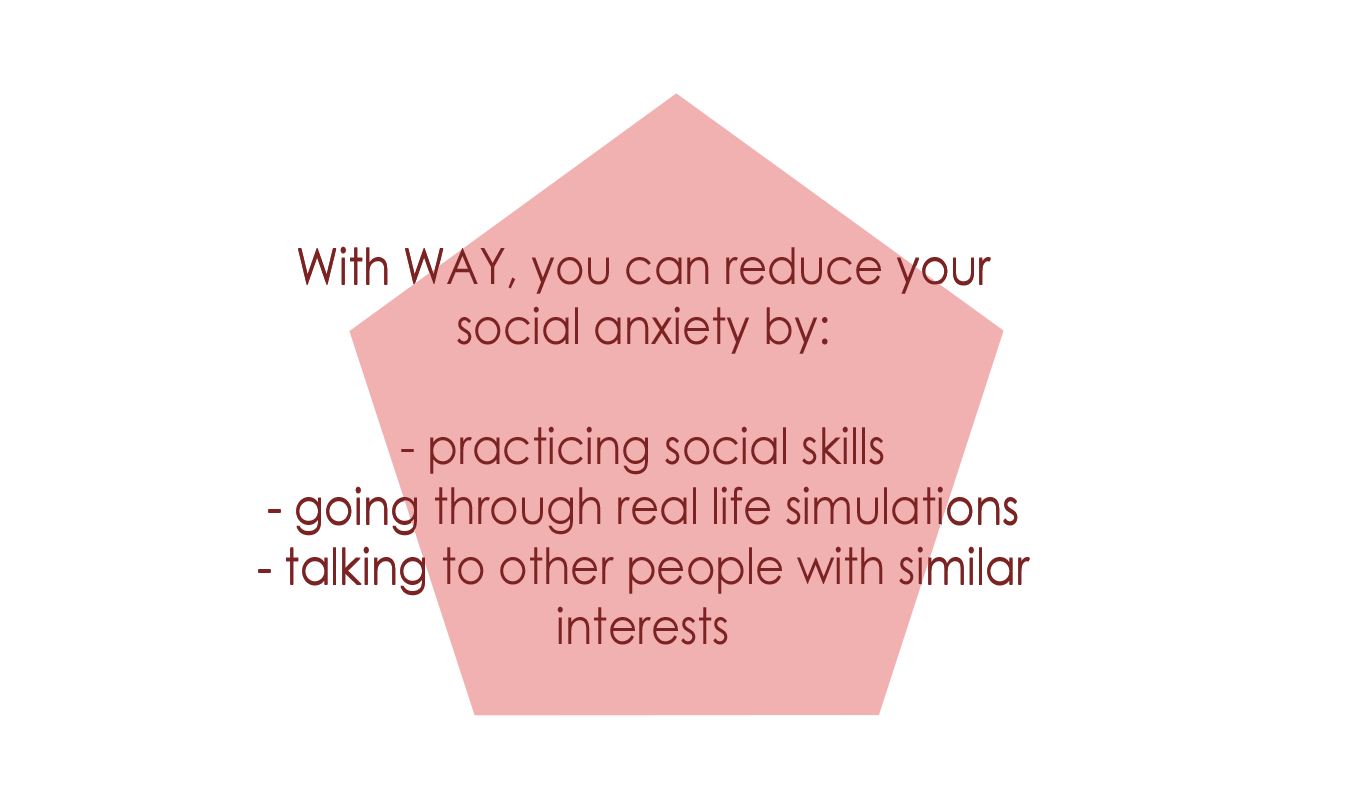 With WAY, you can reduce your
social anxiety by:
- practicing social skills
- going through real life simulations
- talking to other people with similar
interests